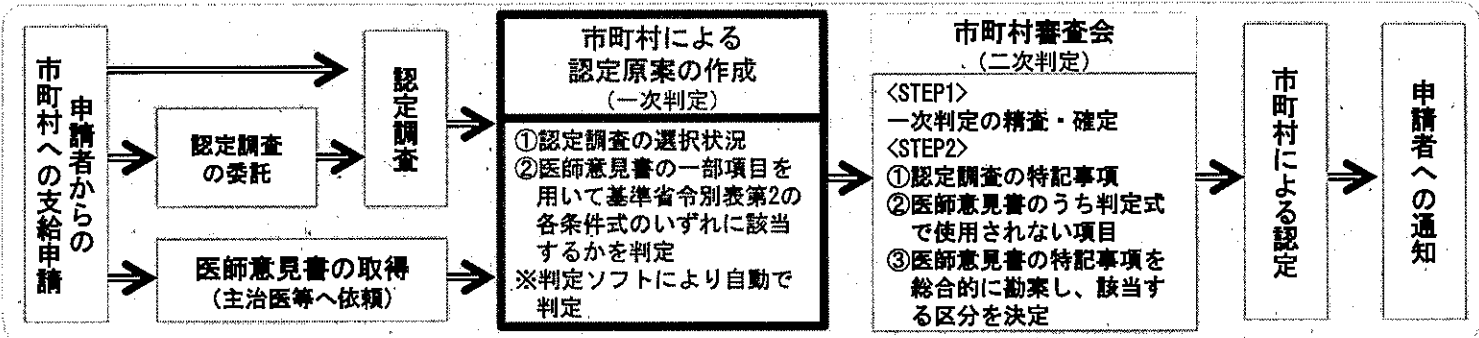 申請者からの
市町村への支給申請
認定調査
の委託
認定調査
医師意見書の取得
(主治医等へ依頼)
市町村による
認定原案の作成
(一次判定)
①認定調査の選択状況
②医師意見書の一部項目を
用いて基準省令別表第2の
各条件式のいずれに該当
するかを判定
※判定ソフトにより自動で
判定
市町村審査会
(二次判定)
<STEP1>
一次判定の精査・確定
<STEP2>
①認定調査の特記事項
②医師意見書のうち判定式
で使用されない項目
③医師意見書の特記事項を
総合的に勘案し、該当す
る区分を決定
市町村による認定
申請者への通知